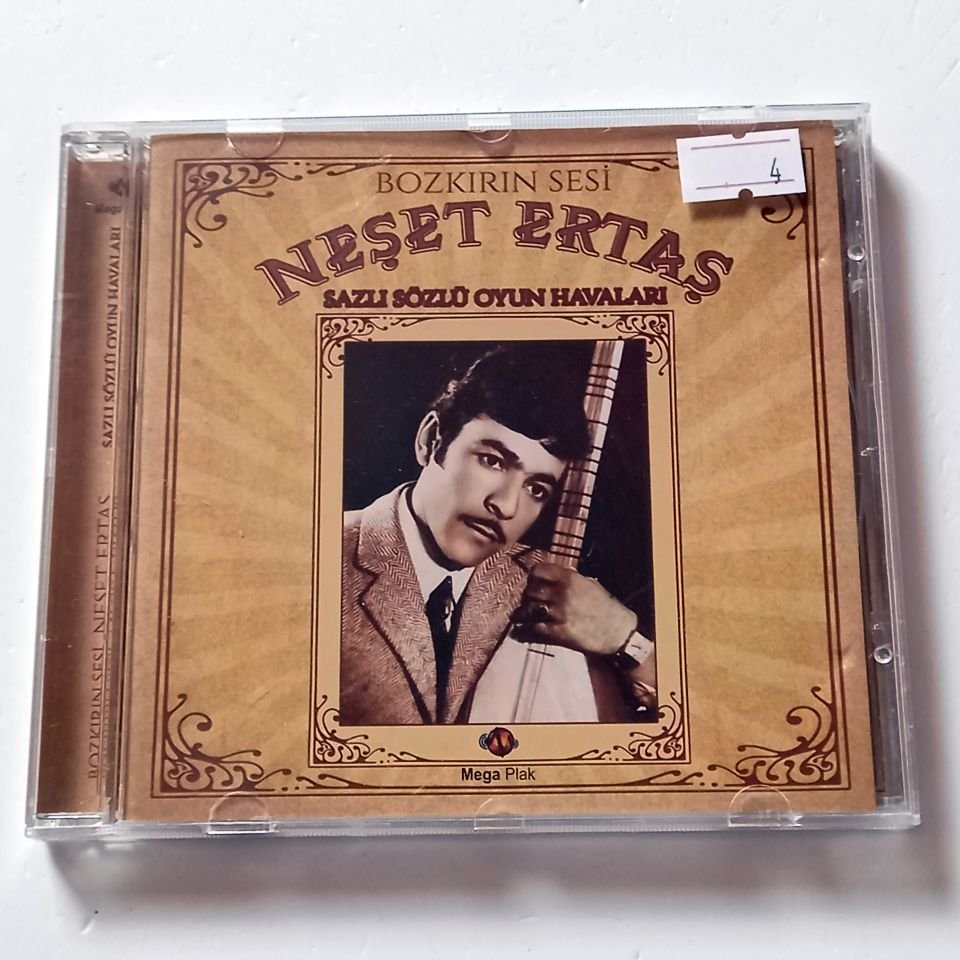 BOZKIRIN SESİ
NEŞET ERTAŞ
SAZLI SÖZLÜ OYUN HAVALARI
4
Mega Plak
BOZKIRIN SESİ NEŞET ERTAŞ SAZLI SÖZLÜ OYUN HAVALARI Mega